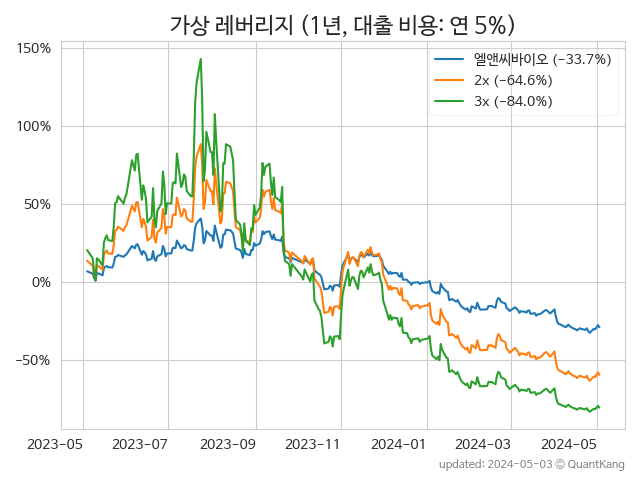 가상 레버리지 (1년, 대출 비용: 연 5%)
엘앤씨바이오 (−33.7%)
2x (−64.6%)
3x (−84.0%)
150%
100%
50%
0%
−50%
2023-05 2023-07 2023-09 2023-11 2024-01 2024-03 2024-05
updated: 2024-05-03 © QuantKang